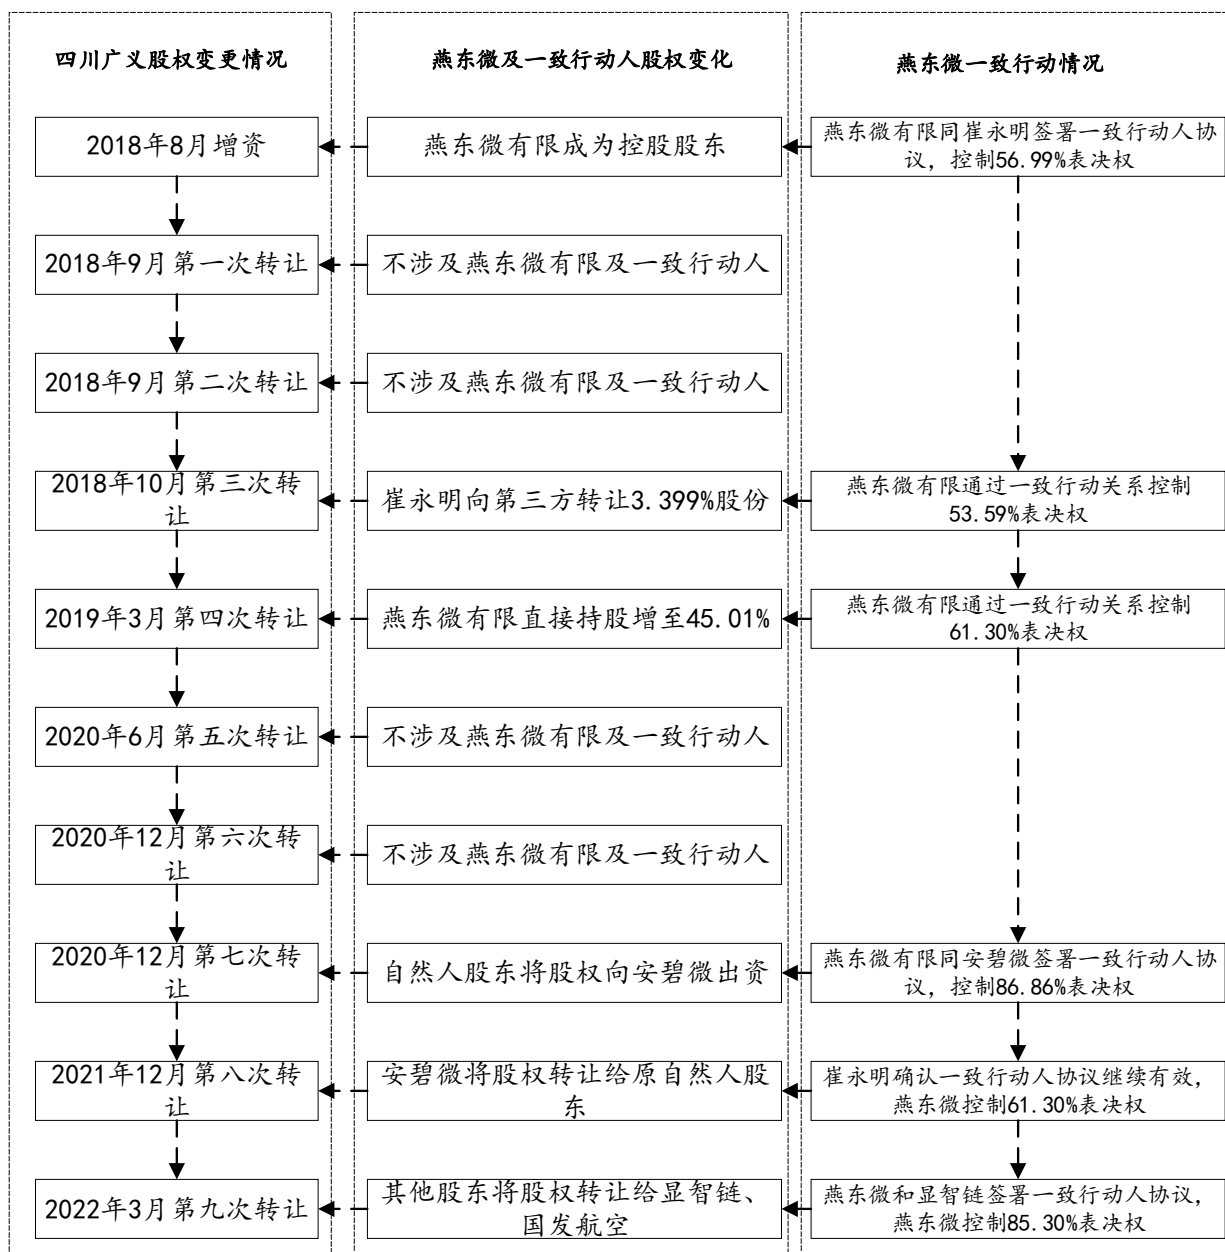 四川广义股权变更情况
燕东微及一致行动人股权变化
燕东微一致行动情况
2018年8月增资
燕东微有限成为控股股东
燕东微有限同崔永明签署一致行动人协
议，控制56.99%表决权
2018年9月第一次转让
不涉及燕东微有限及一致行动人
2018年9月第二次转让
不涉及燕东微有限及一致行动人
2018年10月第三次转
让
崔永明向第三方转让3.399%股份
燕东微有限通过一致行动关系控制
53.59%表决权
2019年3月第四次转让
燕东微有限直接持股增至45.01%
燕东微有限通过一致行动关系控制
61.30%表决权
2020年6月第五次转让
不涉及燕东微有限及一致行动人
2020年12月第六次转
让
不涉及燕东微有限及一致行动人
2020年12月第七次转
让
自然人股东将股权向安碧微出资
燕东微有限同安碧微签署一致行动人协
议，控制86.86%表决权
2021年12月第八次转
让
安碧微将股权转让给原自然人股
东
崔永明确认一致行动人协议继续有效，
燕东微控制61.30%表决权
2022年3月第九次转让
其他股东将股权转让给显智链、
国发航空
燕东微和显智链签署一致行动人协议，
燕东微控制85.30%表决权